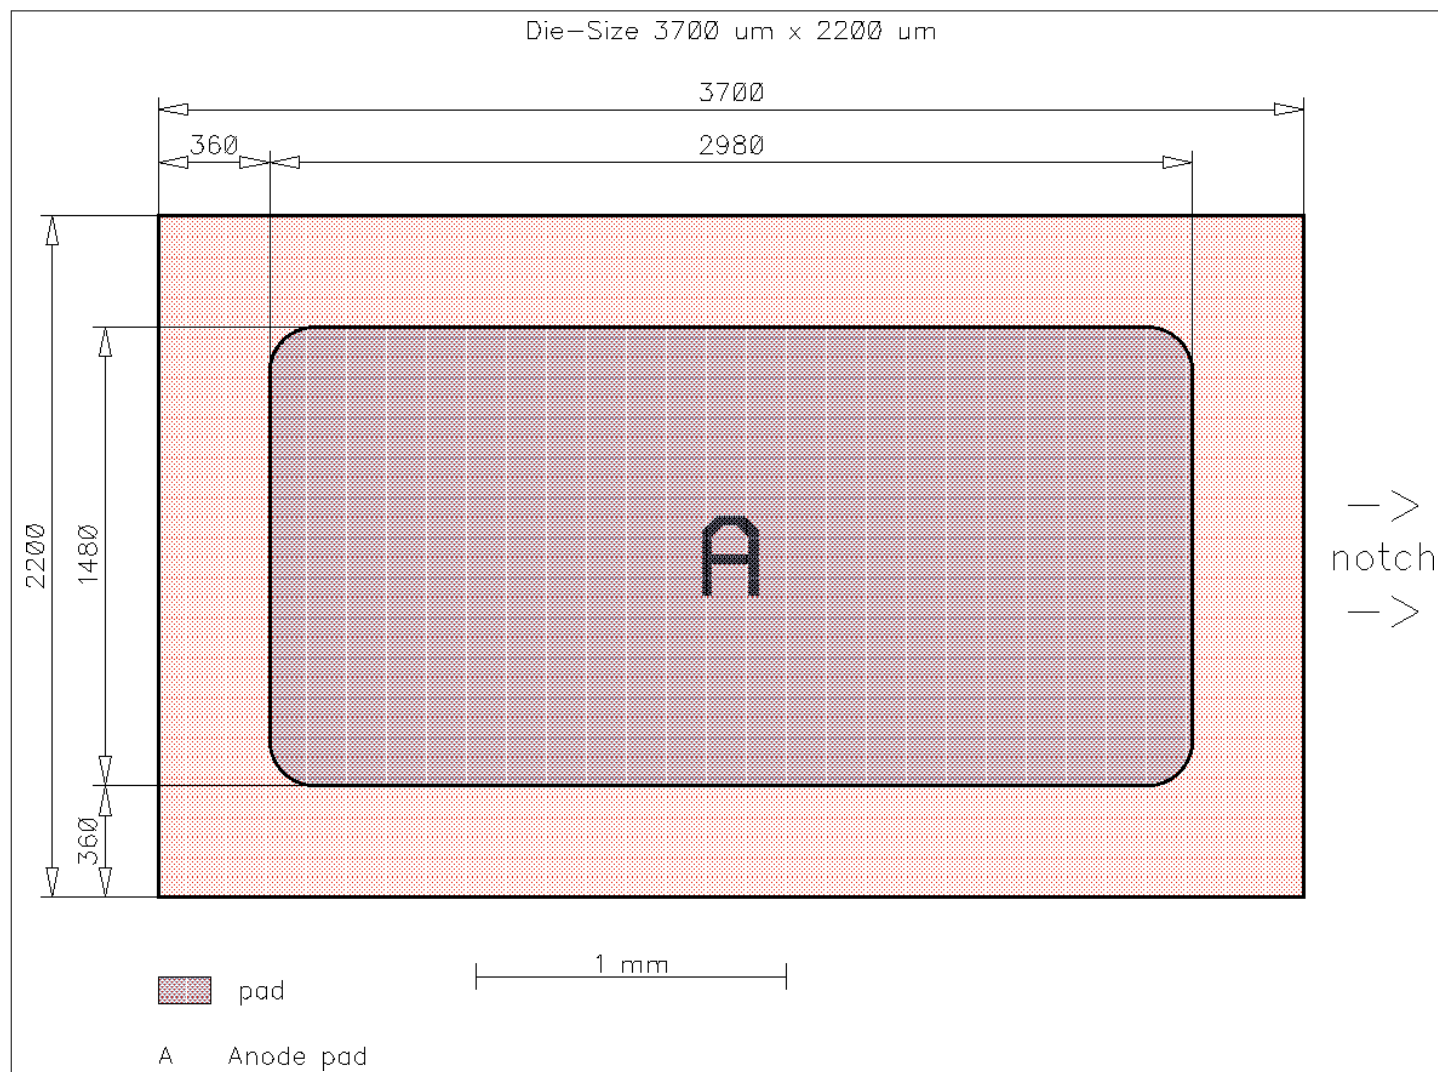 Die-Size 3700 um x 2200 um
3700
360
2980
2200
1480
360
A
-->
notch
-->
1 mm
pad
A Anode pad